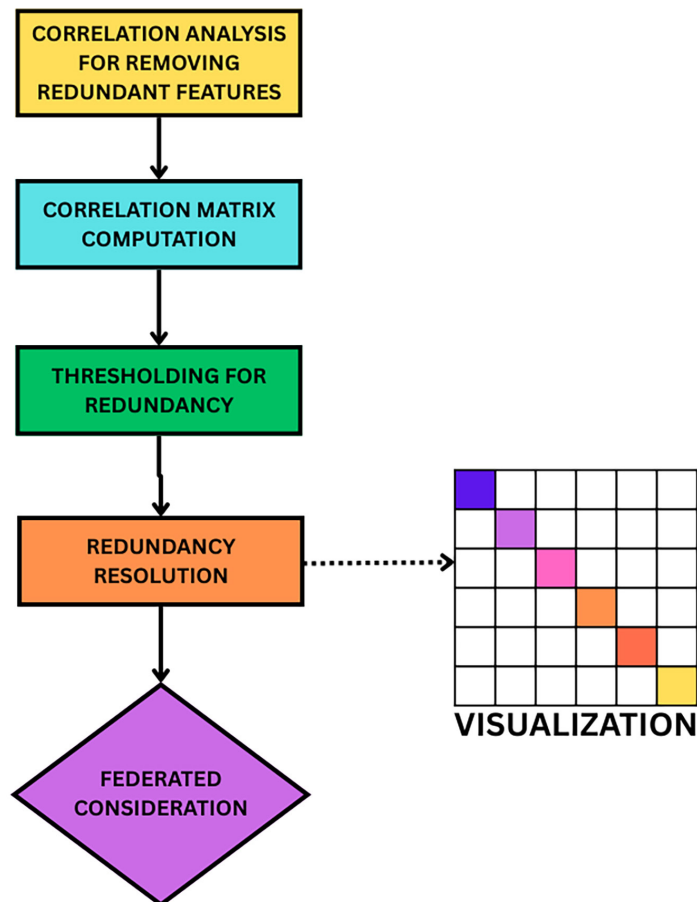 CORRELATION ANALYSIS
FOR REMOVING
REDUNDANT FEATURES
CORRELATION MATRIX
COMPUTATION
THRESHOLDING FOR
REDUNDANCY
REDUNDANCY
RESOLUTION
VISUALIZATION
FEDERATED
CONSIDERATION